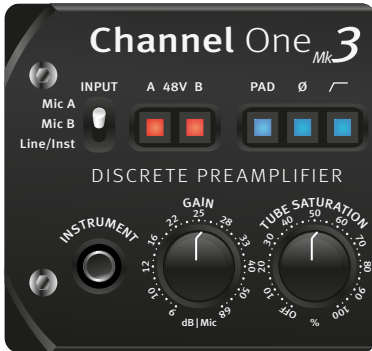 Channel One Mk3
INPUT
A 48V B
PAD Ø
Mic A
Mic B
Line/Inst
DISCRETE PREAMPLIFIER
INSTRUMENT
GAIN
9 10 12 16 22 25 28 33 40 50 68
dB|Mic
TUBE SATURATION
OFF 10 20 30 40 50 60 70 80 90 100
%